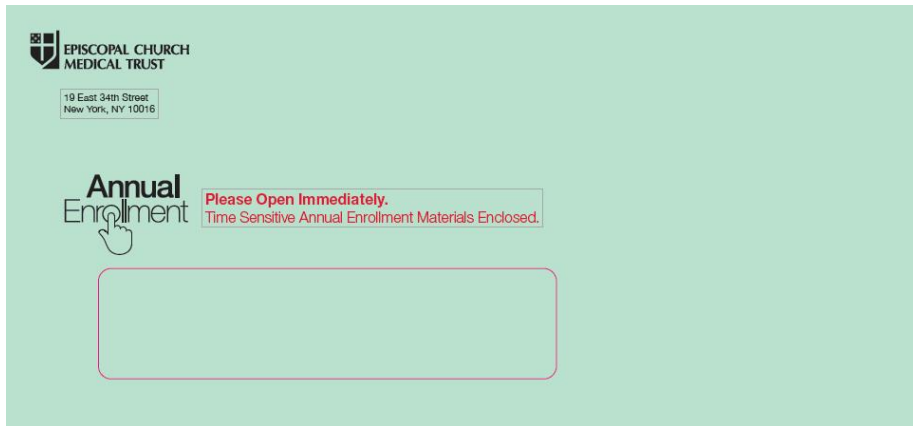 EPISCOPAL CHURCH
MEDICAL TRUST
19 East 34th Street
New York, NY 10016
Annual
Enrollment
Please Open Immediately.
Time Sensitive Annual Enrollment Materials Enclosed.